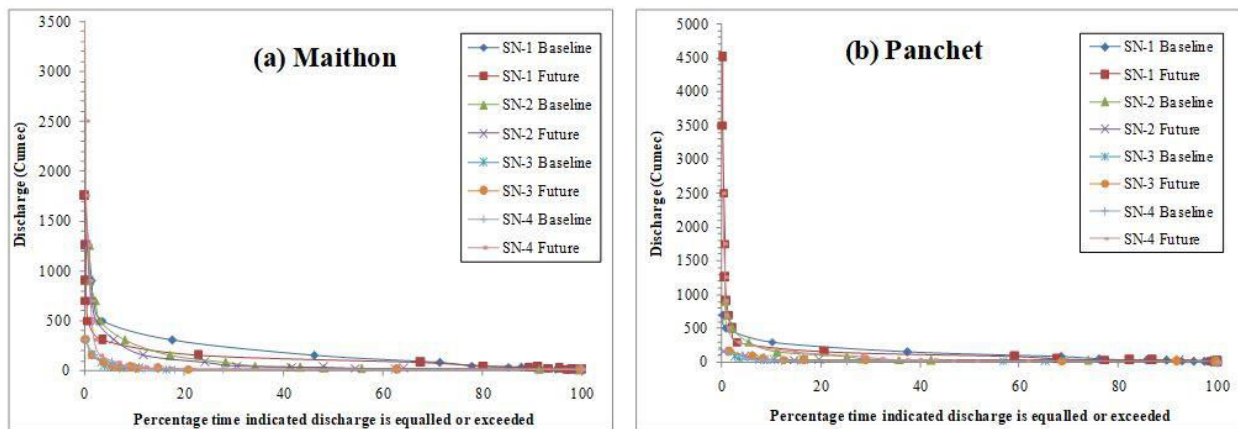 (a) Maithon
Discharge (Cumec)
3500
3000
2500
2000
1500
1000
500
0
0 20 40 60 80 100
Percentage time indicated discharge is equalled or exceeded
SN-1 Baseline
SN-1 Future
SN-2 Baseline
SN-2 Future
SN-3 Baseline
SN-3 Future
SN-4 Baseline
SN-4 Future
(b) Panchet
Discharge (Cumec)
5000
4500
4000
3500
3000
2500
2000
1500
1000
500
0
0 20 40 60 80 100
Percentage time indicated discharge is equalled or exceeded
SN-1 Baseline
SN-1 Future
SN-2 Baseline
SN-2 Future
SN-3 Baseline
SN-3 Future
SN-4 Baseline
SN-4 Future